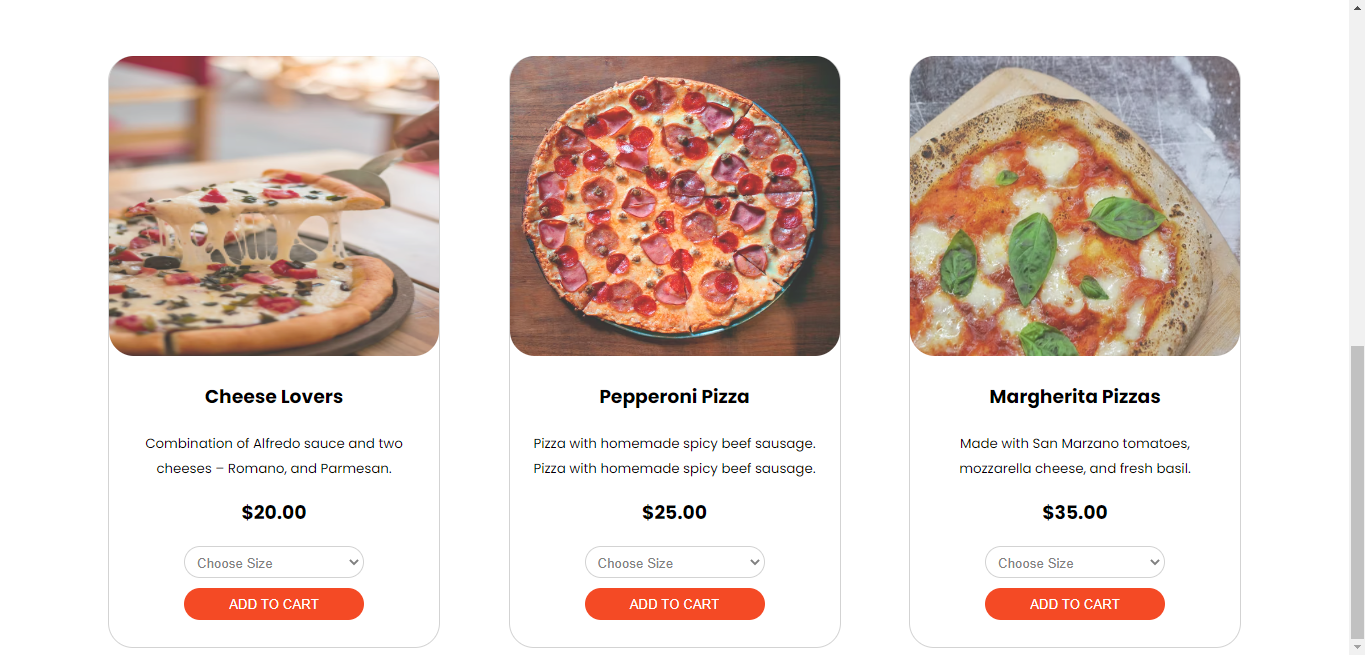 Cheese Lovers
Combination of Alfredo sauce and two
cheeses – Romano, and Parmesan.
$20.00
Choose Size
ADD TO CART
Pepperoni Pizza
Pizza with homemade spicy beef sausage.
Pizza with homemade spicy beef sausage.
$25.00
Choose Size
ADD TO CART
Margherita Pizzas
Made with San Marzano tomatoes,
mozzarella cheese, and fresh basil.
$35.00
Choose Size
ADD TO CART